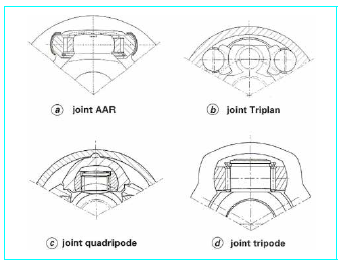 a joint AAR
b joint Triplan
c joint quadripode
d joint tripode